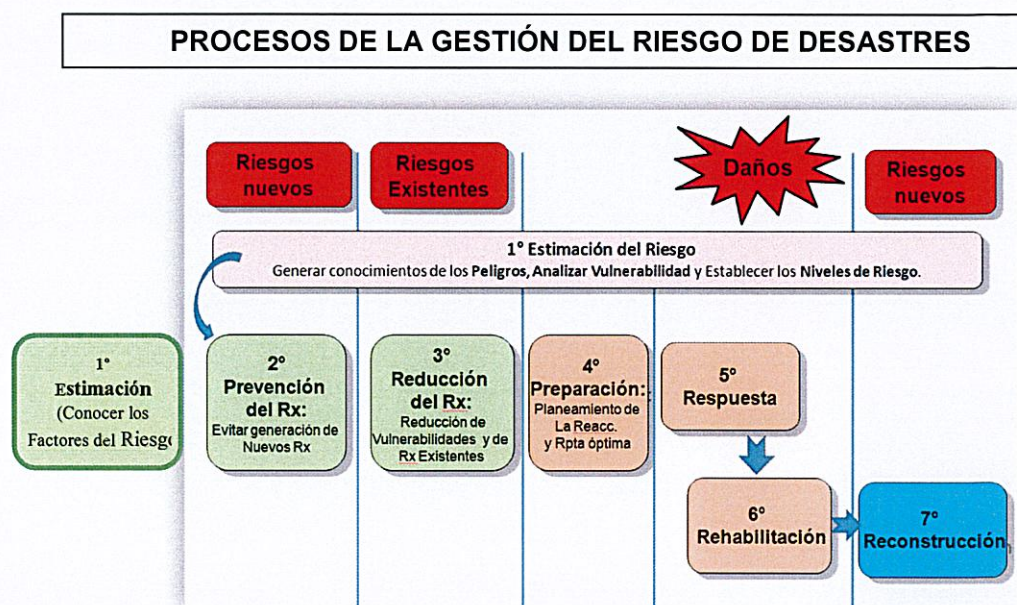 PROCESOS DE LA GESTIÓN DEL RIESGO DE DESASTRES
Riesgos
nuevos
Riesgos
Existentes
Daños
Riesgos
nuevos
1° Estimación del Riesgo
Generar conocimientos de los Peligros, Analizar Vulnerabilidad y Establecer los Niveles de Riesgo.
1°
Estimación
(Conocer los
Factores del Riesgo
2°
Prevención
del Rx:
Evitar generación de
Nuevos Rx
3°
Reducción
del Rx:
Reducción de
Vulnerabilidades y de
Rx Existentes
4°
Preparación:
Planeamiento de
La Reacc.
y Rpta óptima
5°
Respuesta
6°
Rehabilitación
7°
Reconstrucción